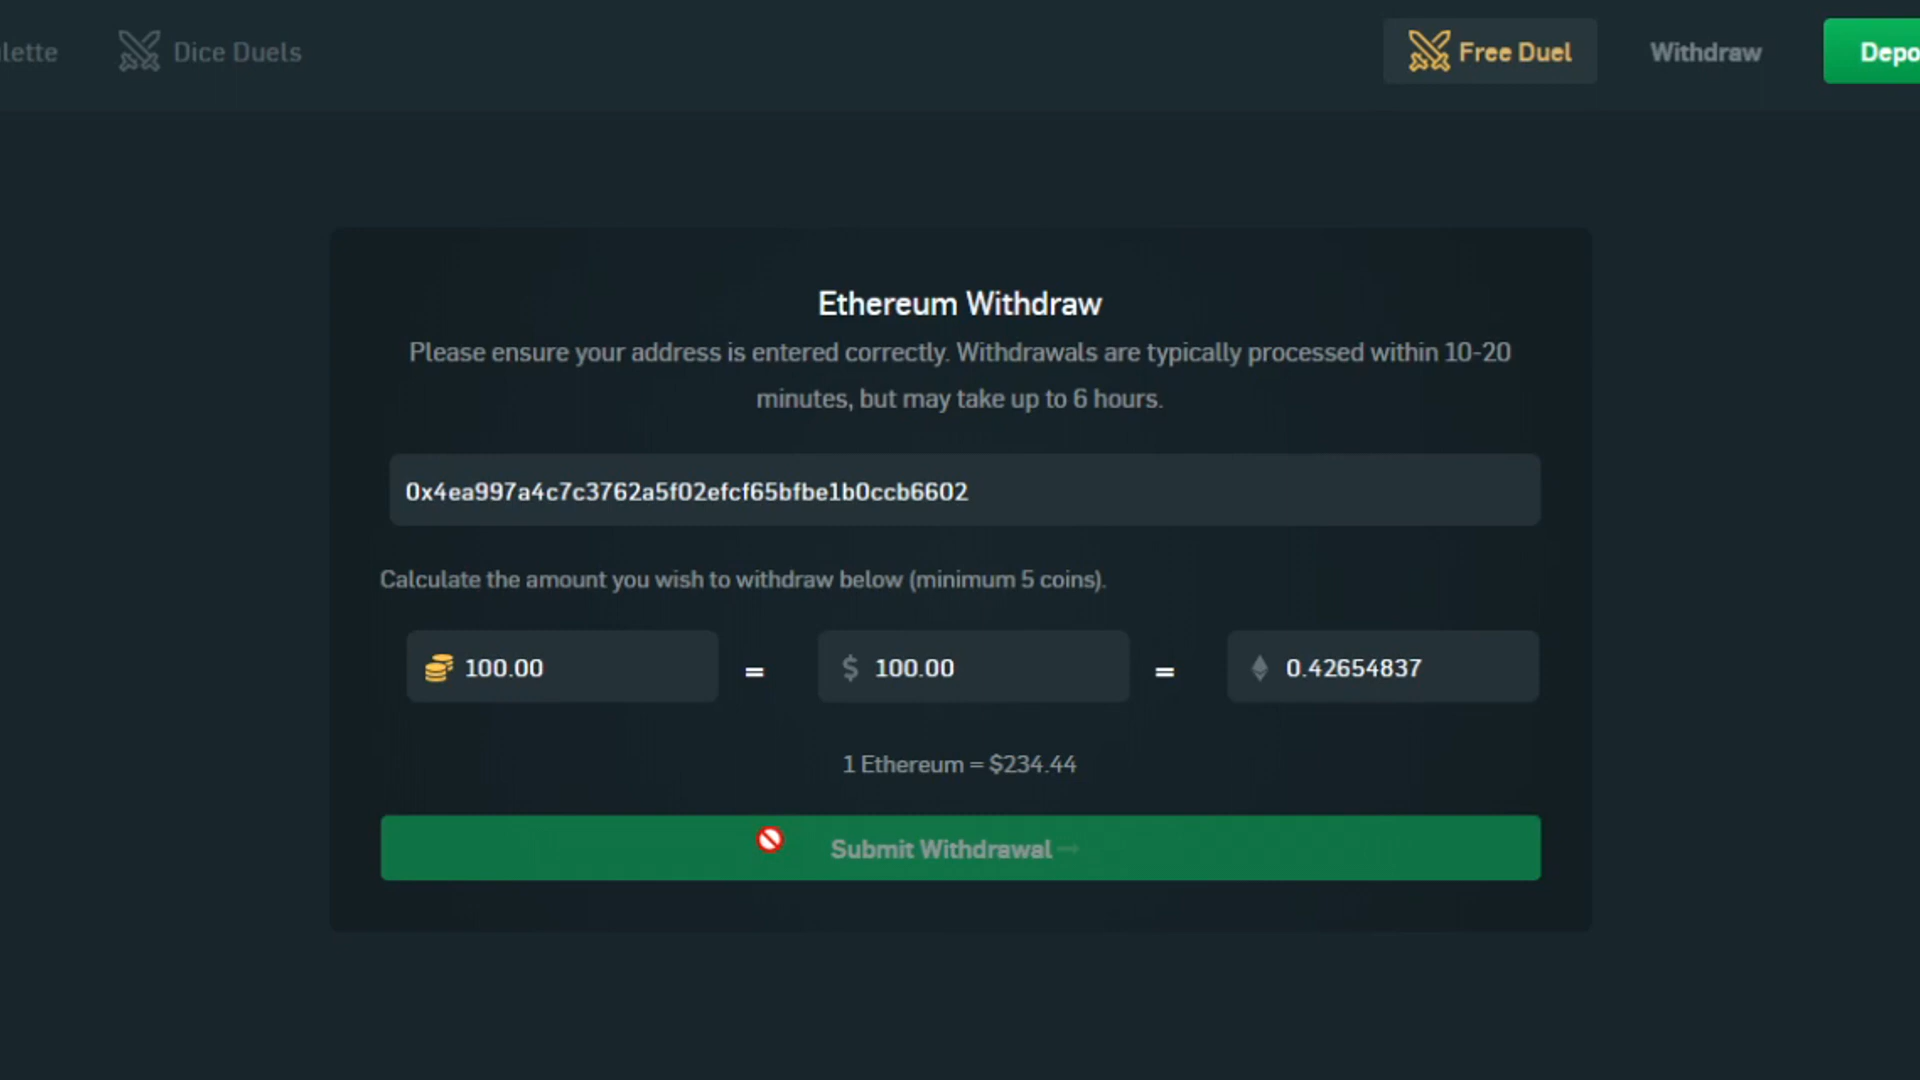 lette Dice Duels Free Duel Withdraw Depo
Ethereum Withdraw
Please ensure your address is entered correctly. Withdrawals are typically processed within 10-20
minutes, but may take up to 6 hours.
0x4ea997a4c7c3762a5f02efcf65bfbe1b0ccb6602
Calculate the amount you wish to withdraw below (minimum 5 coins).
100.00 = $ 100.00 = 0.42654837
1 Ethereum = $234.44
Submit Withdrawal →